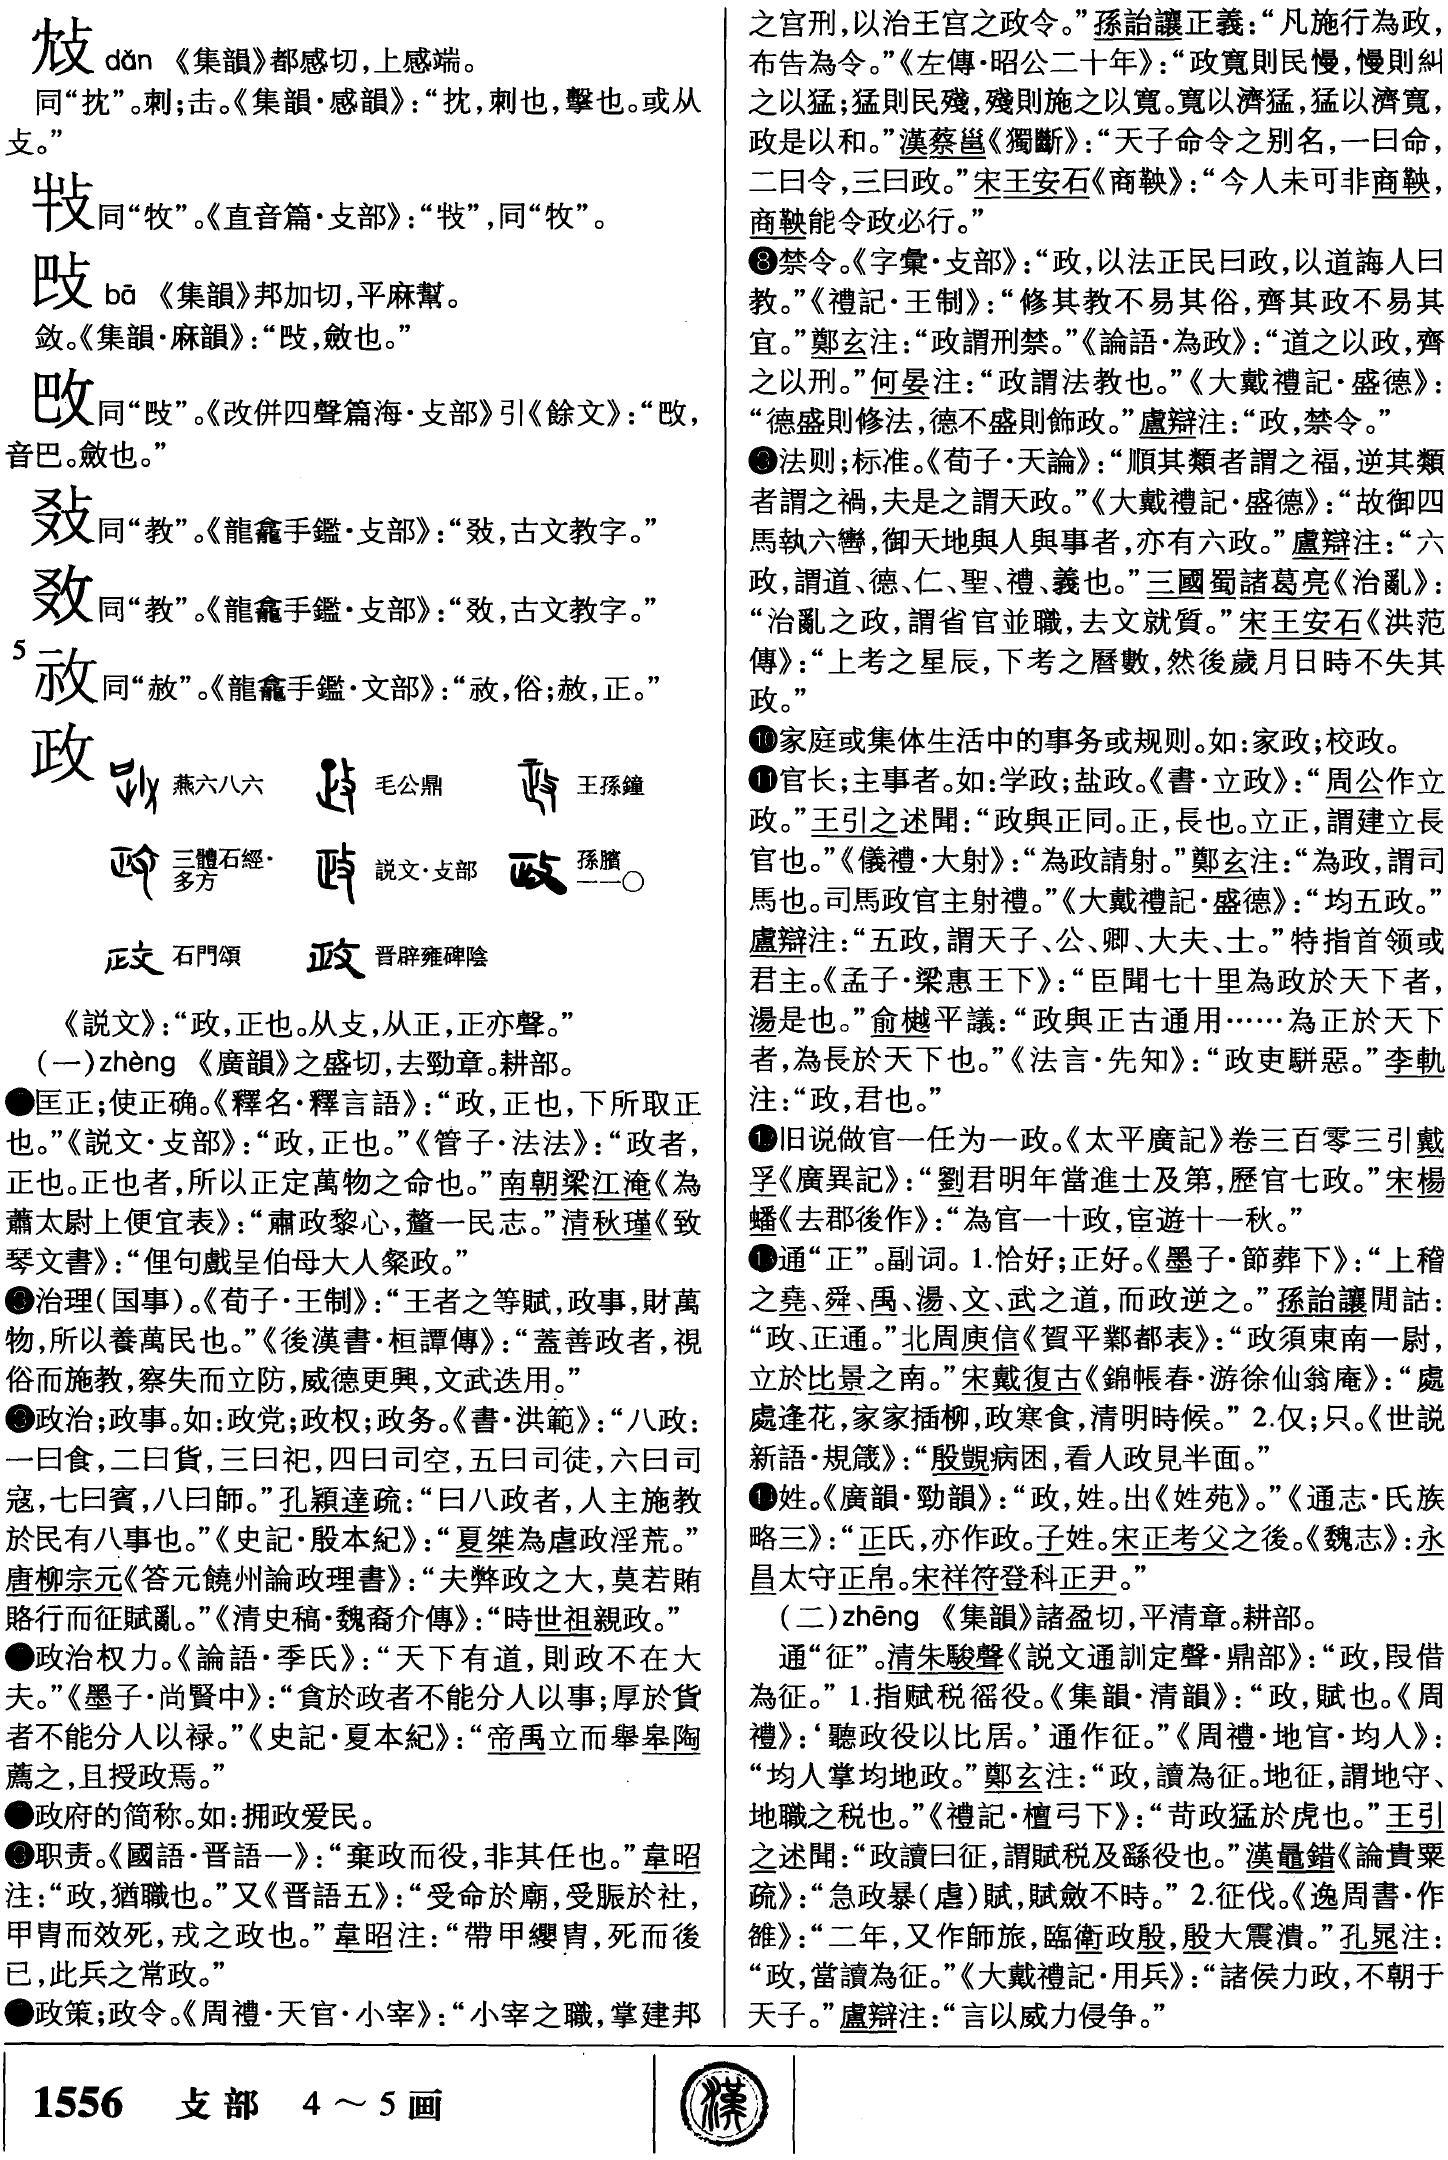 㪁 dǎn 《集韻》都感切，上感端。
同“抌”。刺；击。《集韻·感韻》：“抌，刺也，擊也。或从
攴。”
同“牧”。《直音篇·攴部》：“㸬”，同“牧”。
bā 《集韻》邦加切，平麻幫。
敛。《集韻·麻韻》：“㪃，斂也。”
同“㪃”。《改併四聲篇海·攴部》引《餘文》：“
音巴。斂也。”
同“教”。《龍龕手鑑·攴部》：“𢻯，古文教字。”
同“教”。《龍龕手鑑·攴部》：“
5
同“赦”。《龍龕手鑑·文部》：“
政
燕六八六 毛公鼎 王孫鐘
三體石經·多方 説文·攴部 孫臏一一〇
石門頌 晋辟雍碑陰
《説文》：“政，正也。从攴，从正，正亦聲。”
（一）zhèng 《廣韻》之盛切，去勁章。耕部。
❶匡正；使正确。《釋名·釋言語》：“政，正也，下所取正
也。”《説文·攴部》：“政，正也。”《管子·法法》：“政者，
正也。正也者，所以正定萬物之命也。”南朝梁江淹《為
蕭太尉上便宜表》：“肅政黎心，釐一民志。”清秋瑾《致
琴文書》：“俚句戲呈伯母大人粲政。”
❷治理（国事）。《荀子·王制》：“王者之等賦，政事，財萬
物，所以養萬民也。”《後漢書·桓譚傳》：“蓋善政者，視
俗而施教，察失而立防，威德更興，文武迭用。”
❸政治；政事。如：政党；政权；政务。《書·洪範》：“八政：
一曰食，二曰貨，三曰祀，四曰司空，五曰司徒，六曰司
寇，七曰賓，八曰師。”孔穎達疏：“曰八政者，人主施教
於民有八事也。”《史記·殷本紀》：“夏桀為虐政淫荒。”
唐柳宗元《答元饒州論政理書》：“夫弊政之大，莫若賄
賂行而征賦亂。”《清史稿·魏裔介傳》：“時世祖親政。”
❹政治权力。《論語·季氏》：“天下有道，則政不在大
夫。”《墨子·尚賢中》：“貪於政者不能分人以事；厚於貨
者不能分人以禄。”《史記·夏本紀》：“帝禹立而舉皋陶
薦之，且授政焉。”
❺政府的简称。如：拥政爱民。
❻职责。《國語·晋語一》：“棄政而役，非其任也。”韋昭
注：“政，猶職也。”又《晋語五》：“受命於廟，受脤於社，
甲冑而效死，戎之政也。”韋昭注：“帶甲纓冑，死而後
已，此兵之常政。”
❼政策；政令。《周禮·天官·小宰》：“小宰之職，掌建邦
之宫刑，以治王宫之政令。”孫詒讓正義：“凡施行為政，
布告為令。”《左傳·昭公二十年》：“政寬則民慢，慢則糾
之以猛；猛則民殘，殘則施之以寬。寬以濟猛，猛以濟寬，
政是以和。”漢蔡邕《獨斷》：“天子命令之别名，一曰命，
二曰令，三曰政。”宋王安石《商鞅》：“今人未可非商鞅，
商鞅能令政必行。”
❽禁令。《字彙·攴部》：“政，以法正民曰政，以道誨人曰
教。”《禮記·王制》：“修其教不易其俗，齊其政不易其
宜。”鄭玄注：“政謂刑禁。”《論語·為政》：“道之以政，齊
之以刑。”何晏注：“政謂法教也。”《大戴禮記·盛德》：
“德盛則修法，德不盛則飾政。”盧辯注：“政，禁令。”
❾法则；标准。《荀子·天論》：“順其類者謂之福，逆其類
者謂之禍，夫是之謂天政。”《大戴禮記·盛德》：“故御四
馬執六轡，御天地與人與事者，亦有六政。”盧辯注：“六
政，謂道、德、仁、聖、禮、義也。”三國蜀諸葛亮《治亂》：
“治亂之政，謂省官並職，去文就質。”宋王安石《洪范
傳》：“上考之星辰，下考之曆數，然後歲月日時不失其
政。”
❿家庭或集体生活中的事务或规则。如：家政；校政。
⓫官长；主事者。如：学政；盐政。《書·立政》：“周公作立
政。”王引之述聞：“政與正同。正，長也。立正，謂建立長
官也。”《儀禮·大射》：“為政請射。”鄭玄注：“為政，謂司
馬也。司馬政官主射禮。”《大戴禮記·盛德》：“均五政。”
盧辯注：“五政，謂天子、公、卿、大夫、士。”特指首领或
君主。《孟子·梁惠王下》：“臣聞七十里為政於天下者，
湯是也。”俞樾平議：“政與正古通用……為正於天下
者，為長於天下也。”《法言·先知》：“政吏駢惡。”李軌
注：“政，君也。”
⓬旧说做官一任为一政。《太平廣記》卷三百零三引戴
孚《廣異記》：“劉君明年當進士及第，歷官七政。”宋楊
蟠《去郡後作》：“為官一十政，宦遊十一秋。”
⓭通“正”。副词。1.恰好；正好。《墨子·節葬下》：“上稽
之堯、舜、禹、湯、文、武之道，而政逆之。”孫詒讓閒詁：
“政、正通。”北周庾信《賀平鄴都表》：“政須東南一尉，
立於比景之南。”宋戴復古《錦帳春·游徐仙翁庵》：“處
處逢花，家家插柳，政寒食，清明時候。”2.仅；只。《世説
新語·規箴》：“殷覬病困，看人政見半面。”
⓮姓。《廣韻·勁韻》：“政，姓。出《姓苑》。”《通志·氏族
略三》：“正氏，亦作政。子姓。宋正考父之後。《魏志》：永
昌太守正帛。宋祥符登科正尹。”
（二）zhēng 《集韻》諸盈切，平清章。耕部。
通“征”。清朱駿聲《説文通訓定聲·鼎部》：“政，叚借
為征。”1.指赋税徭役。《集韻·清韻》：“政，賦也。《周
禮》：‘聽政役以比居。’通作征。”《周禮·地官·均人》：
“均人掌均地政。”鄭玄注：“政，讀為征。地征，謂地守、
地職之税也。”《禮記·檀弓下》：“苛政猛於虎也。”王引
之述聞：“政讀曰征，謂賦税及繇役也。”漢鼂錯《論貴粟
疏》：“急政暴（虐）賦，賦斂不時。”2.征伐。《逸周書·作
雒》：“二年，又作師旅，臨衛政殷，殷大震潰。”孔晁注：
“政，當讀為征。”《大戴禮記·用兵》：“諸侯力政，不朝于
天子。”盧辯注：“言以威力侵争。”
1556 攴部 4～5画 漢